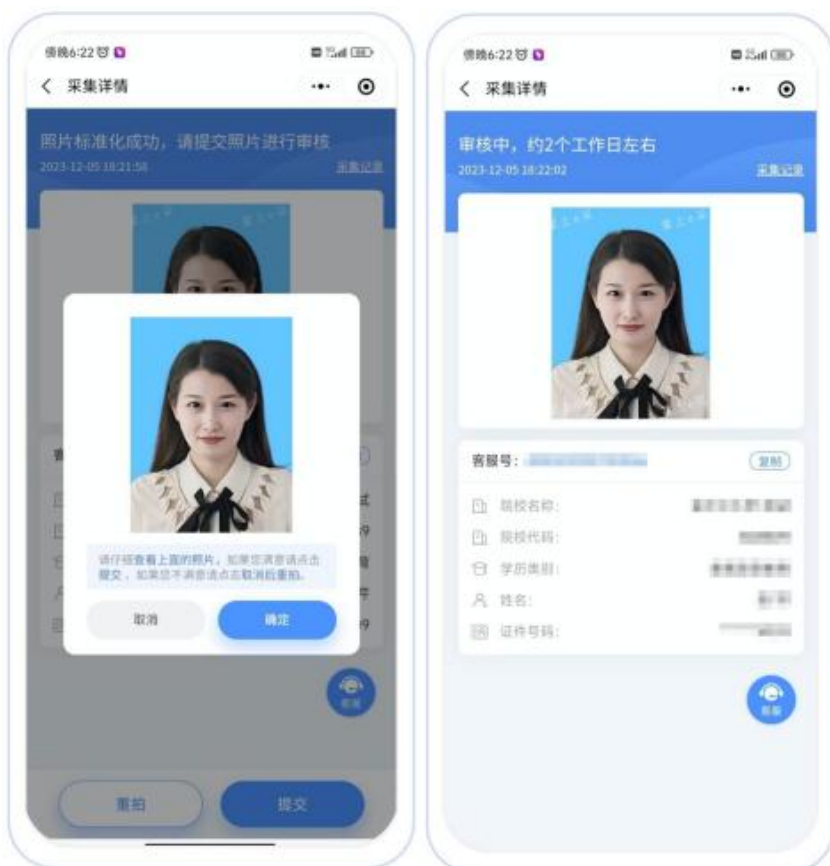 傍晚6:22
采集详情
照片标准化成功，请提交照片进行审核
2023-12-05 18:21:58
采集记录
请仔细查看上面的照片，如果您满意请点击
提交，如果您不满意请点击取消后重拍。
取消
确定
客服
重拍
提交
傍晚6:22
采集详情
审核中，约2个工作日左右
2023-12-05 18:22:02
采集记录
客服号：
复制
院校名称：
院校代码：
学历类别：
姓名：
证件号码：
客服